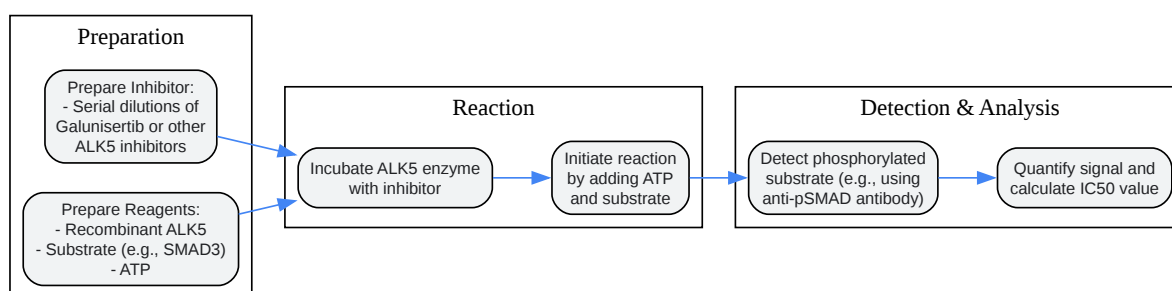 Preparation
Prepare Inhibitor:
- Serial dilutions of
Galunisertib or other
ALK5 inhibitors
Prepare Reagents:
- Recombinant ALK5
- Substrate (e.g., SMAD3)
- ATP
Reaction
Incubate ALK5 enzyme
with inhibitor
Initiate reaction
by adding ATP
and substrate
Detection & Analysis
Detect phosphorylated
substrate (e.g., using
anti-pSMAD antibody)
Quantify signal and
calculate IC50 value